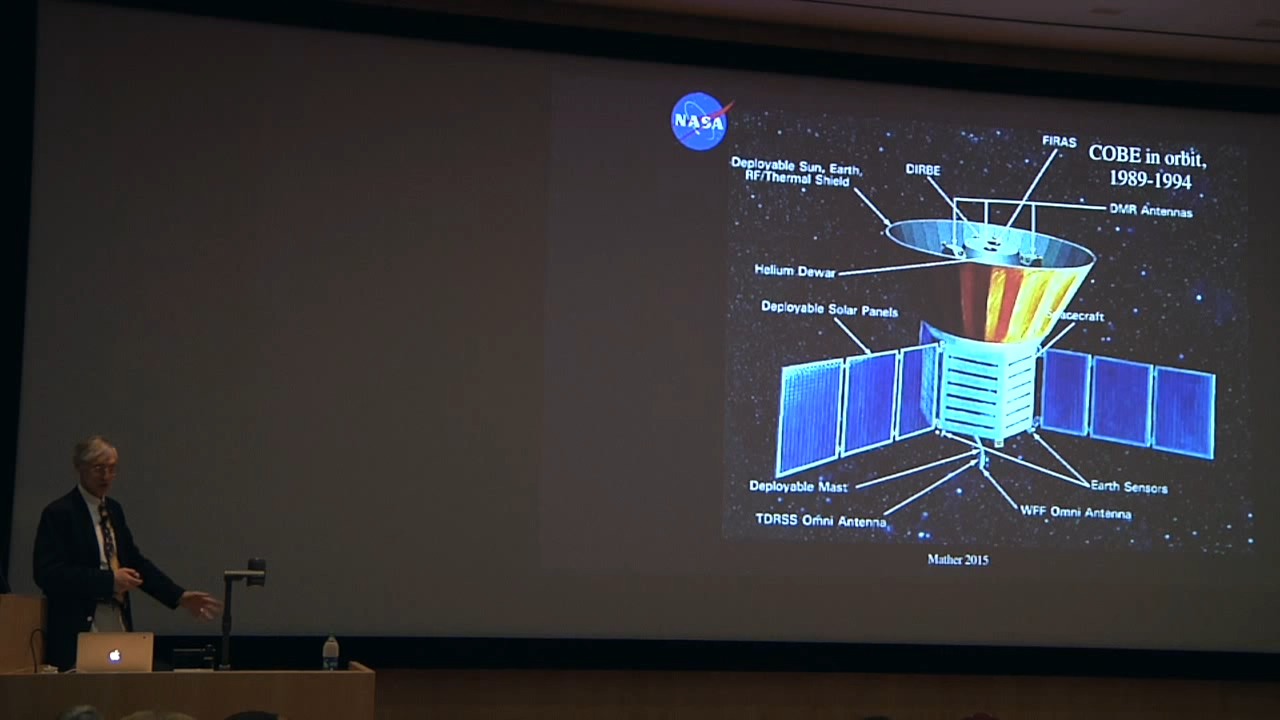 NASA
FIRAS
COBE in orbit,
1989-1994
Deployable Sun, Earth,
RF/Thermal Shield
DIRBE
DMR Antennas
Helium Dewar
Deployable Solar Panels
Spacecraft
Deployable Mast
Earth Sensors
TDRSS Omni Antenna
WFF Omni Antenna
Mather 2015